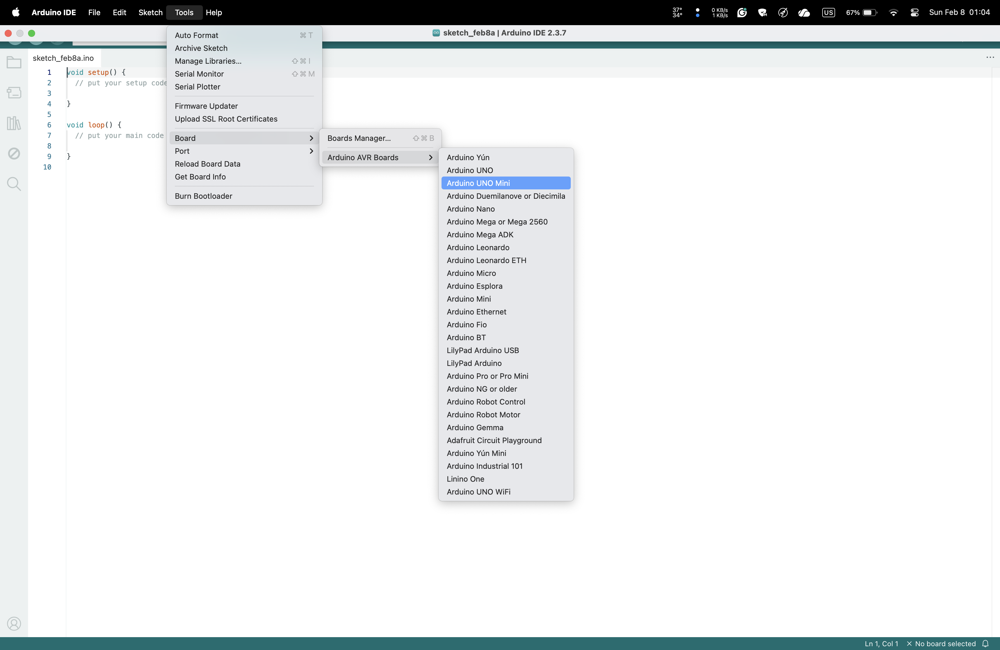 Arduino IDE File Edit Sketch Tools Help
37° 34° 0 KB/s 1 KB/s US 67% Sun Feb 8 01:04
sketch_feb8a | Arduino IDE 2.3.7
sketch_feb8a.ino
1 void setup() {
2 // put your setup code
3
4 }
5
6 void loop() {
7 // put your main code
8
9 }
10
Auto Format ⌘ T
Archive Sketch
Manage Libraries... ⇧ ⌘ I
Serial Monitor ⇧ ⌘ M
Serial Plotter
Firmware Updater
Upload SSL Root Certificates
Board
Port
Reload Board Data
Get Board Info
Burn Bootloader
Boards Manager... ⇧ ⌘ B
Arduino AVR Boards
Arduino Yún
Arduino UNO
Arduino UNO Mini
Arduino Duemilanove or Diecimila
Arduino Nano
Arduino Mega or Mega 2560
Arduino Mega ADK
Arduino Leonardo
Arduino Leonardo ETH
Arduino Micro
Arduino Esplora
Arduino Mini
Arduino Ethernet
Arduino Fio
Arduino BT
LilyPad Arduino USB
LilyPad Arduino
Arduino Pro or Pro Mini
Arduino NG or older
Arduino Robot Control
Arduino Robot Motor
Arduino Gemma
Adafruit Circuit Playground
Arduino Yún Mini
Arduino Industrial 101
Linino One
Arduino UNO WiFi
Ln 1, Col 1 × No board selected